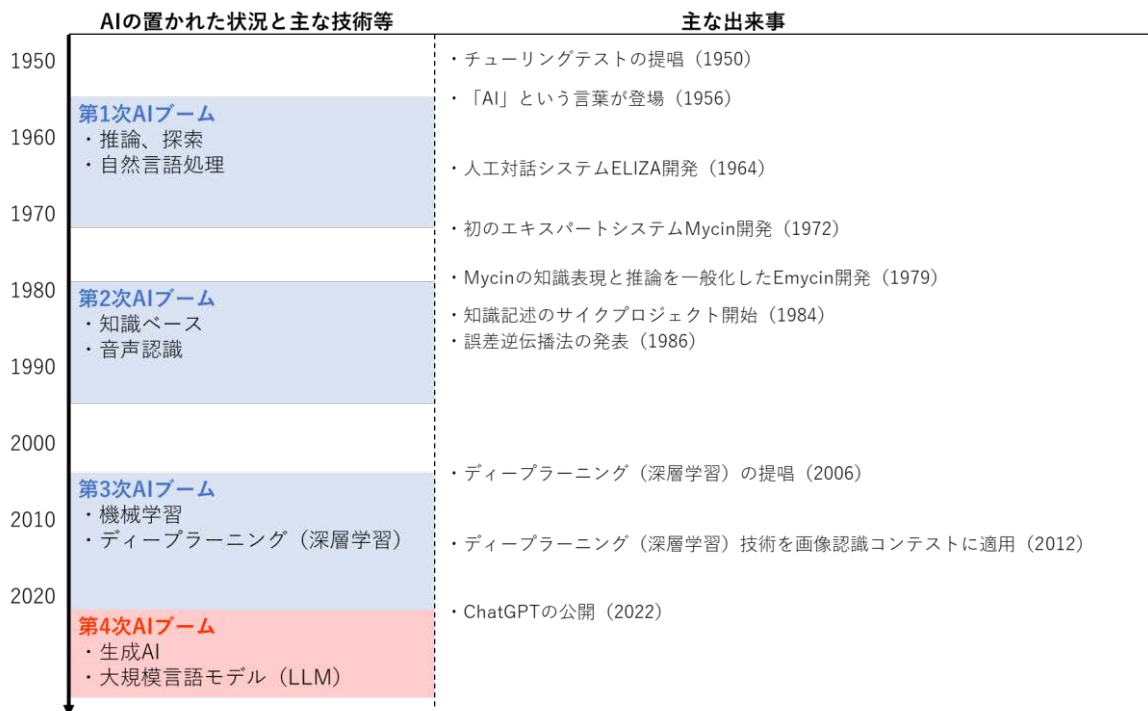 AIの置かれた状況と主な技術等
主な出来事
1950
・チューリングテストの提唱（1950）
・「AI」という言葉が登場（1956）
第1次AIブーム
1960
・推論、探索
・自然言語処理
・人工対話システムELIZA開発（1964）
1970
・初のエキスパートシステムMycin開発（1972）
・Mycinの知識表現と推論を一般化したEmycin開発（1979）
1980
第2次AIブーム
・知識ベース
・音声認識
・知識記述のサイクプロジェクト開始（1984）
・誤差逆伝播法の発表（1986）
1990
2000
・ディープラーニング（深層学習）の提唱（2006）
第3次AIブーム
・機械学習
2010
・ディープラーニング（深層学習）
・ディープラーニング（深層学習）技術を画像認識コンテストに適用（2012）
2020
・ChatGPTの公開（2022）
第4次AIブーム
・生成AI
・大規模言語モデル（LLM）